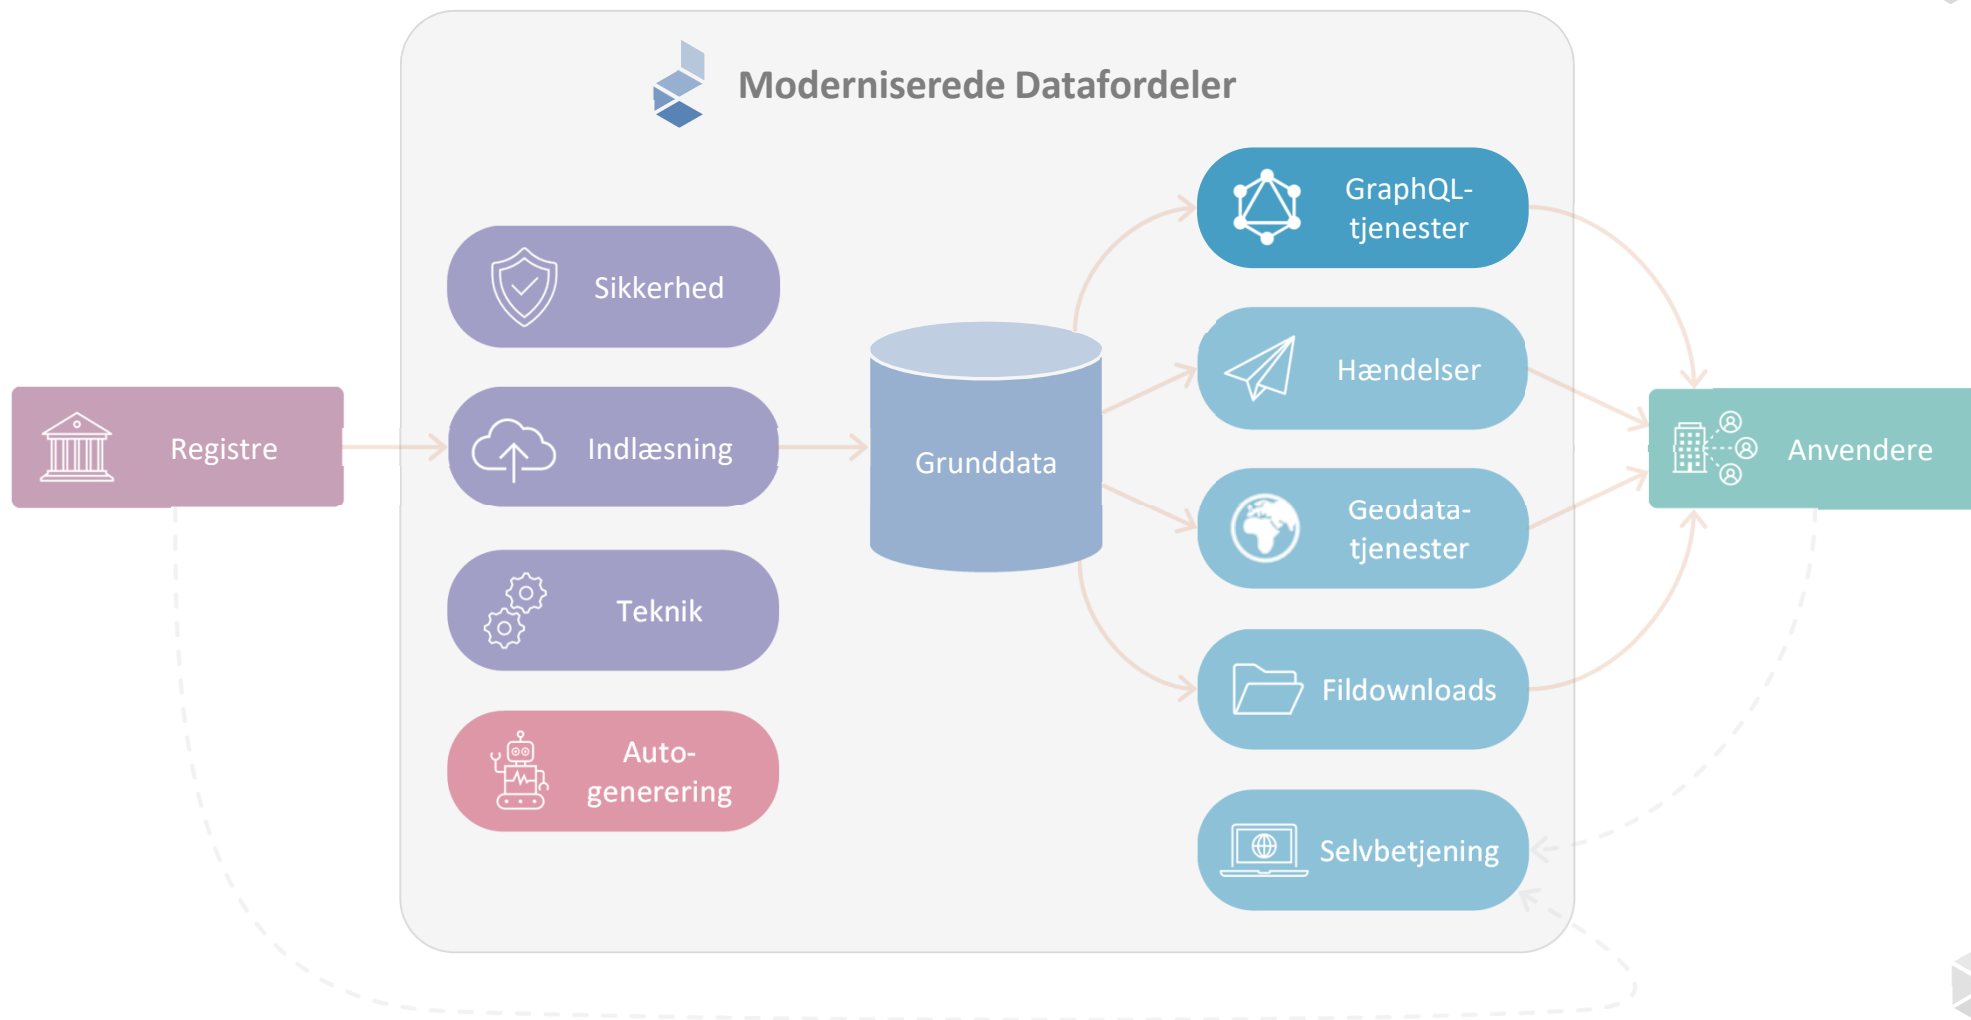 Moderniserede Datafordeler
Registre
Sikkerhed
Indlæsning
Teknik
Auto-
generering
Grunddata
GraphQL-
tjenester
Hændelser
Geodata-
tjenester
Fildownloads
Selvbetjening
Anvendere